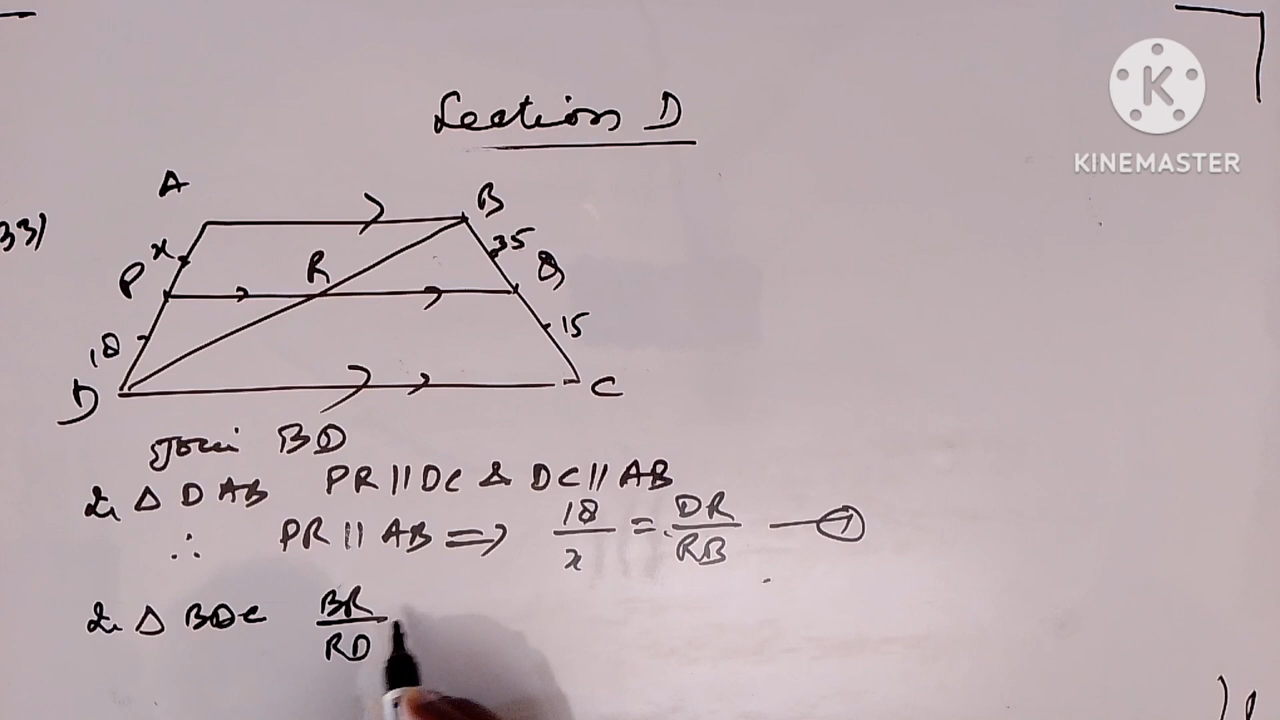 Section D
KINEMASTER
33)
A
B
x
35
P
R
Q
18
15
D
C
Join BD
In △ DAB PR || DC & DC || AB
∴ PR || AB ⇒ 18/x = DR/RB — ①
In △ BDC BR/RD